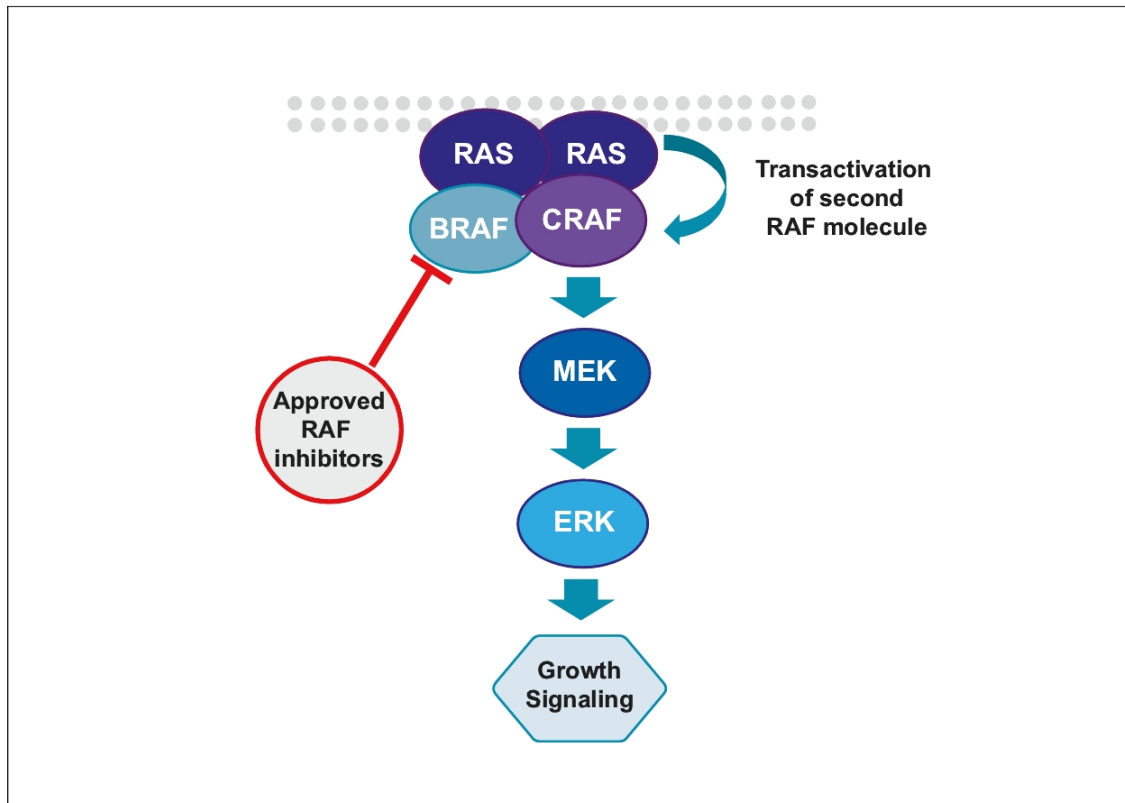 RAS RAS
Transactivation
of second
RAF molecule
BRAF CRAF
MEK
Approved
RAF
inhibitors
ERK
Growth
Signaling